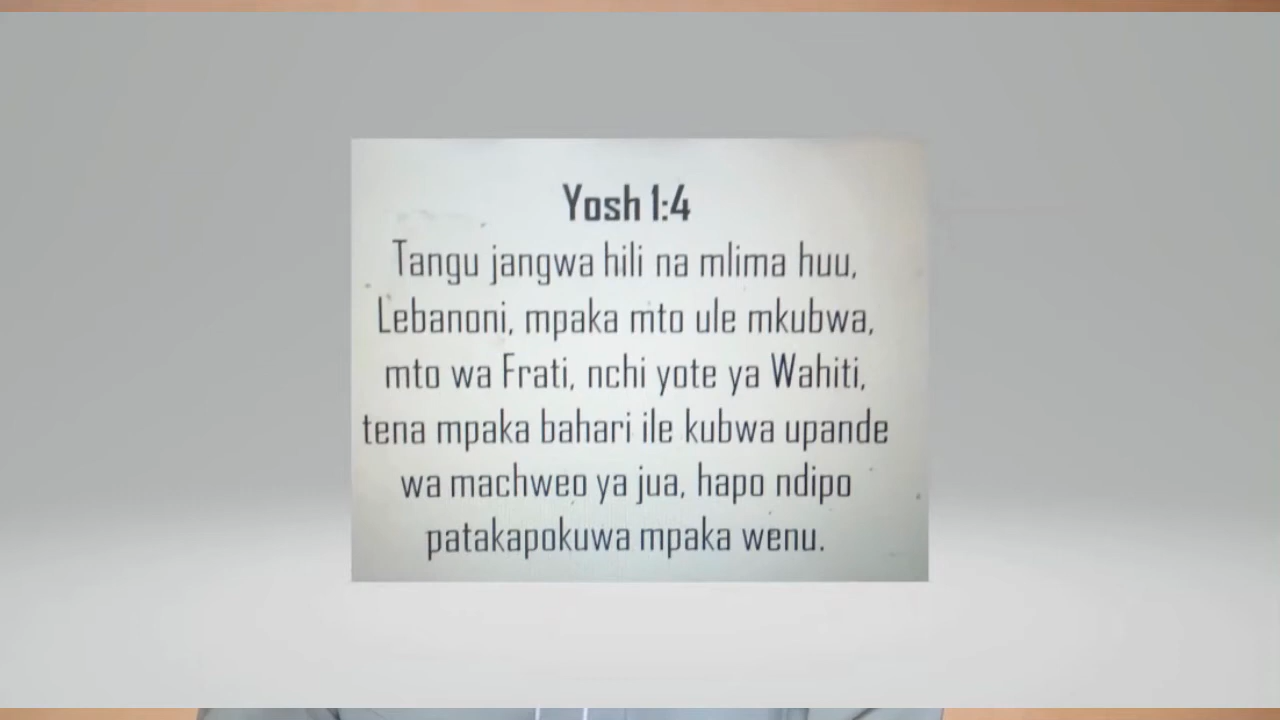 Yosh 1:4
Tangu jangwa hili na mlima huu,
Lebanoni, mpaka mto ule mkubwa,
mto wa Frati, nchi yote ya Wahiti,
tena mpaka bahari ile kubwa upande
wa machweo ya jua, hapo ndipo
patakapokuwa mpaka wenu.